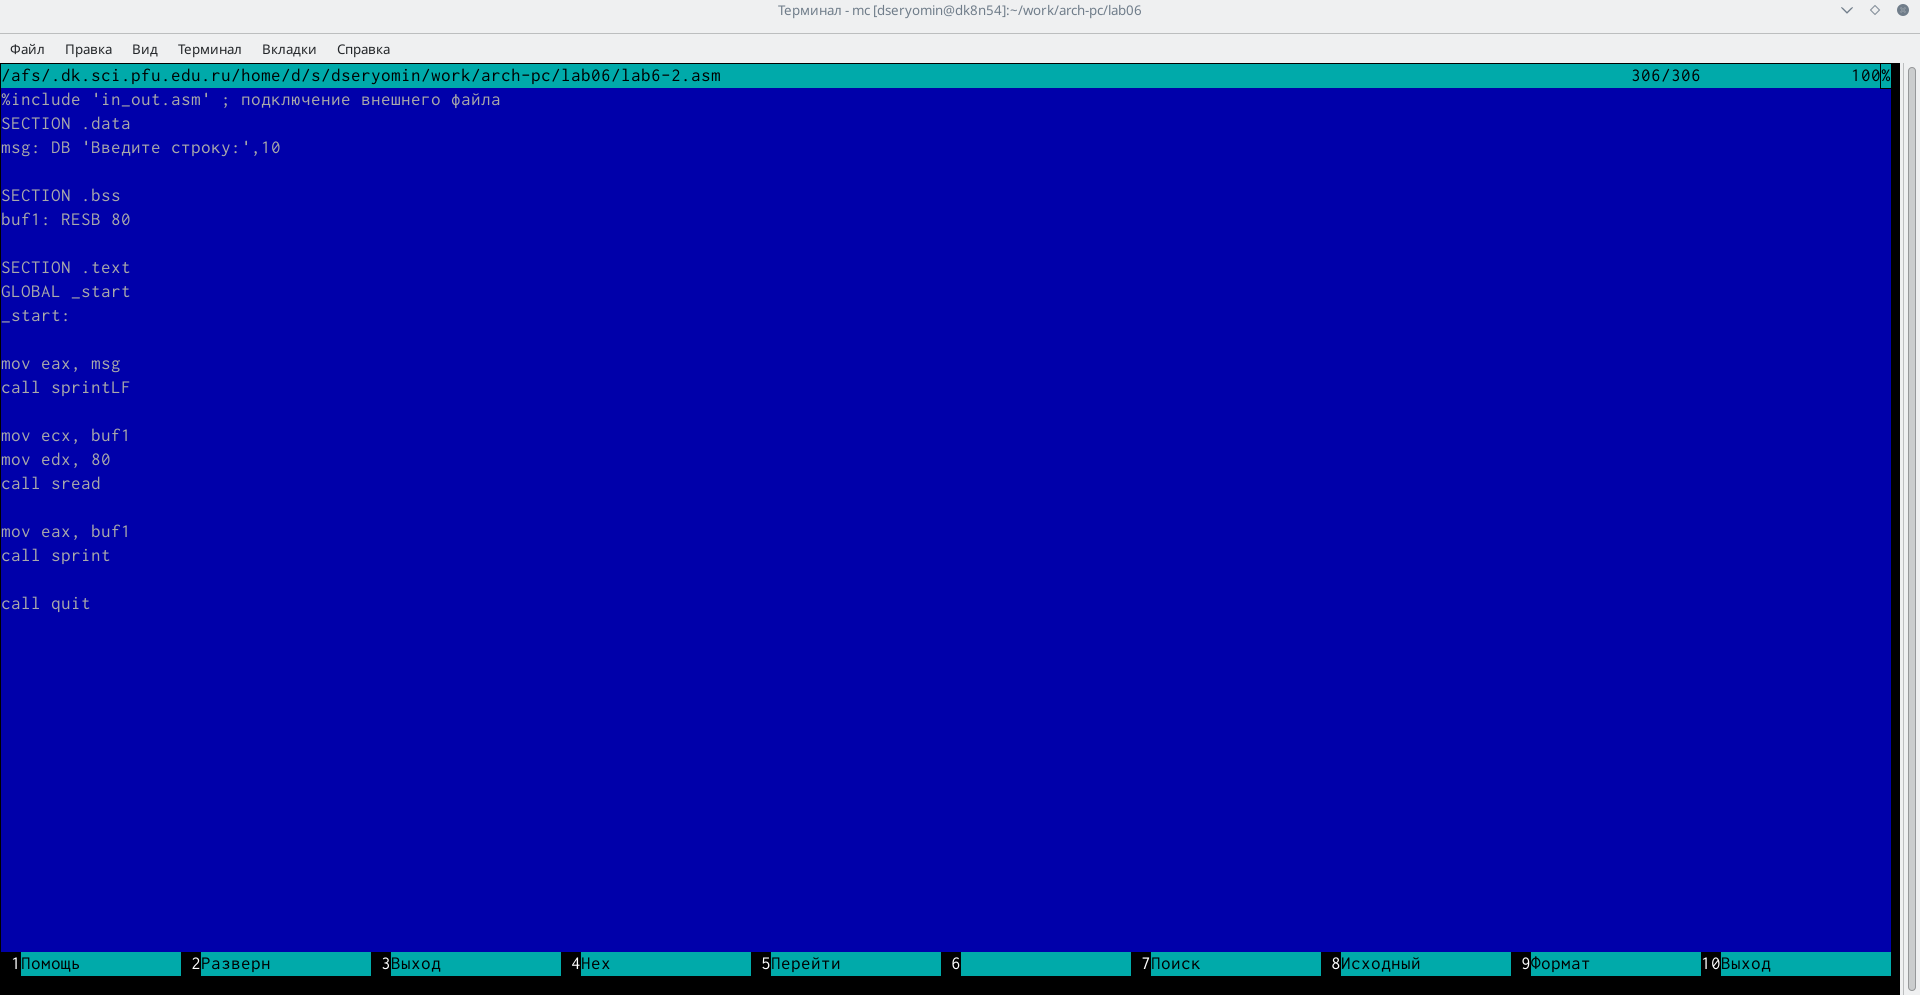 Терминал - mc [dseryomin@dk8n54]:~/work/arch-pc/lab06
Файл Правка Вид Терминал Вкладки Справка
/afs/.dk.sci.pfu.edu.ru/home/d/s/dseryomin/work/arch-pc/lab06/lab6-2.asm 306/306 100%
%include 'in_out.asm' ; подключение внешнего файла
SECTION .data
msg: DB 'Введите строку:',10
SECTION .bss
buf1: RESB 80
SECTION .text
GLOBAL _start
_start:
mov eax, msg
call sprintLF
mov ecx, buf1
mov edx, 80
call sread
mov eax, buf1
call sprint
call quit
1Помощь 2Разверн 3Выход 4Hex 5Перейти 6 7Поиск 8Исходный 9Формат 10Выход